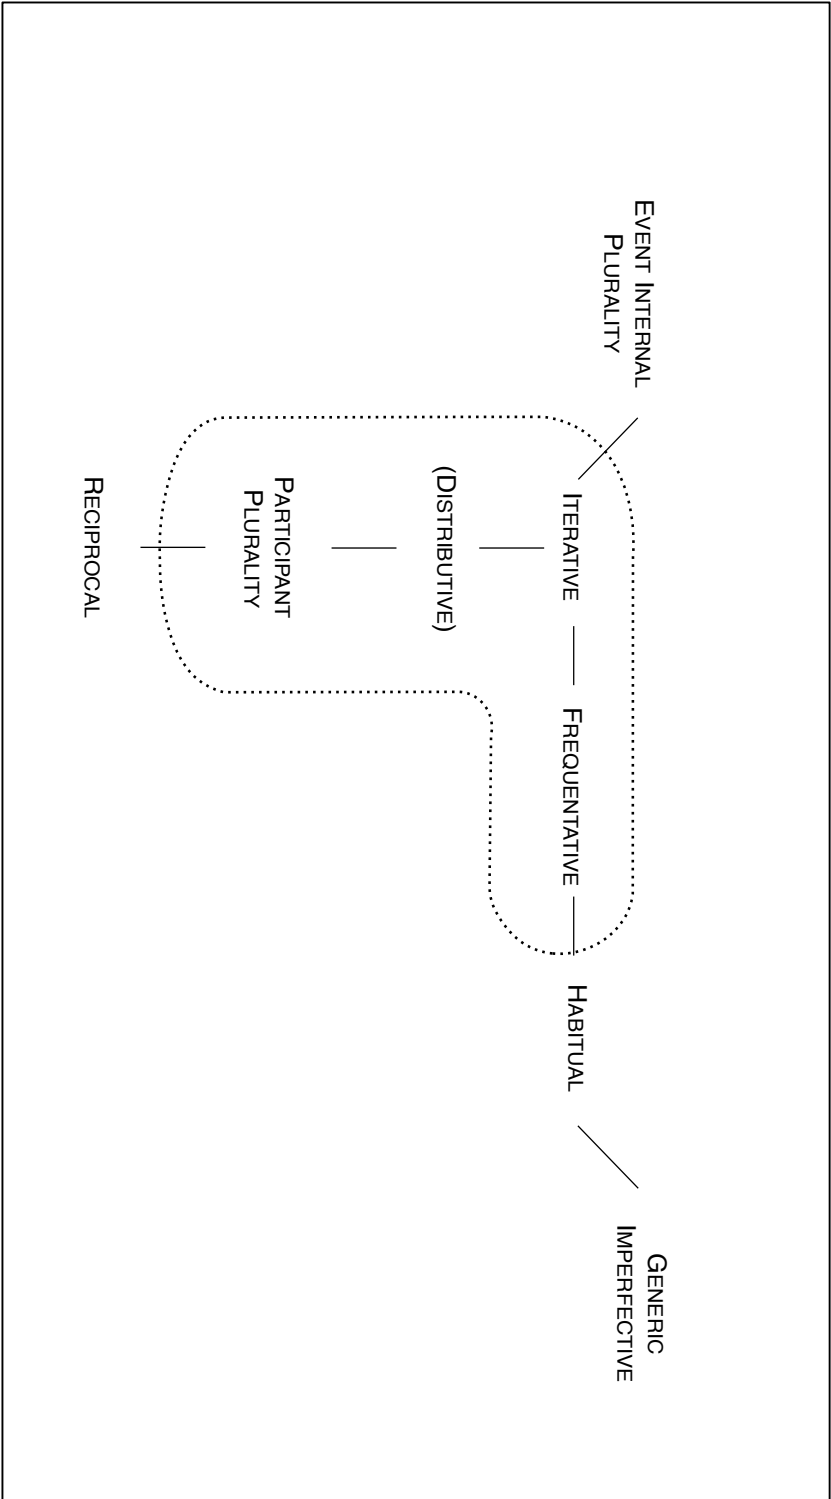 EVENT INTERNAL
PLURALITY
GENERIC
IMPERFECTIVE
ITERATIVE
FREQUENTATIVE
HABITUAL
(DISTRIBUTIVE)
PARTICIPANT
PLURALITY
RECIPROCAL